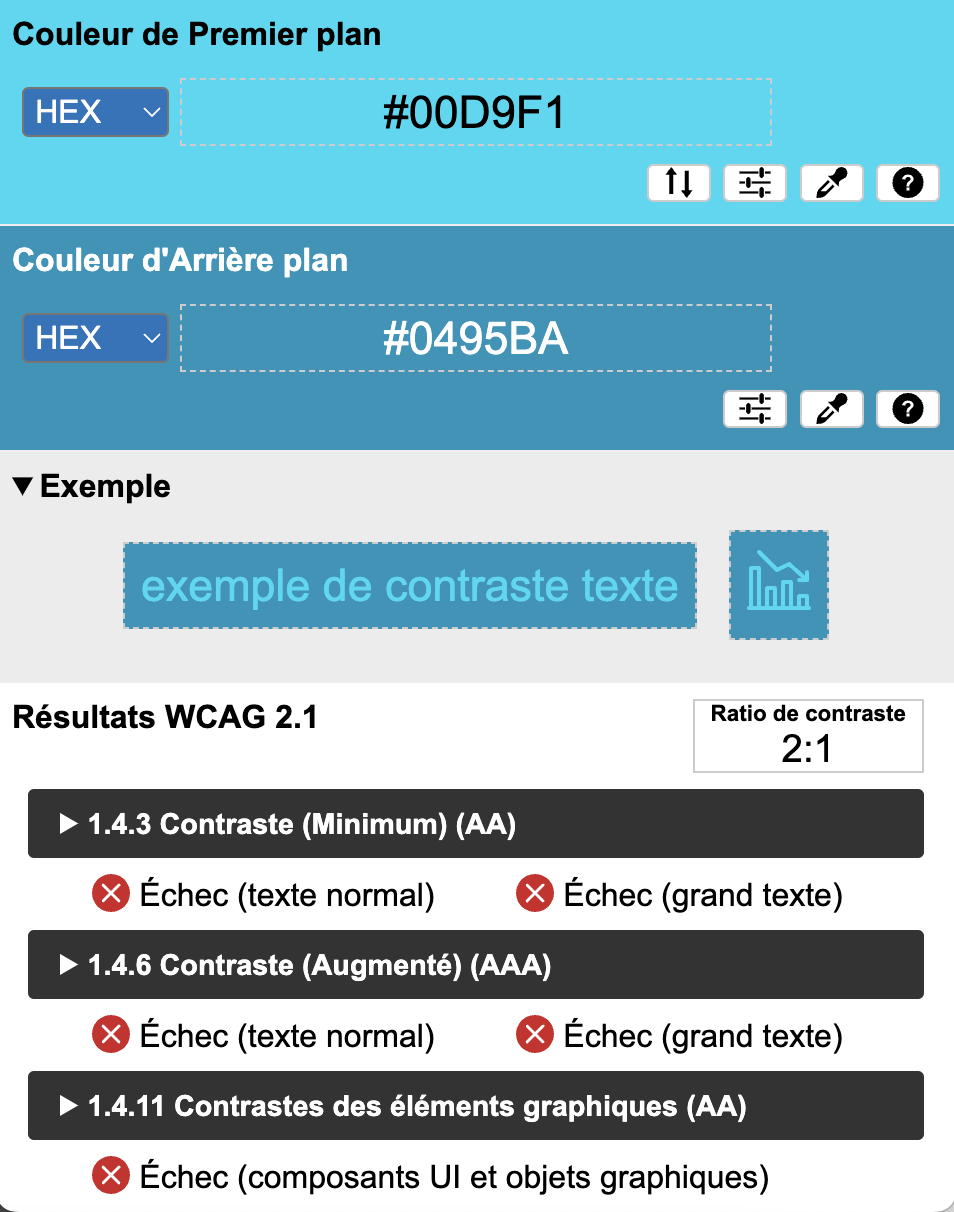 Couleur de Premier plan
HEX
#00D9F1
?
Couleur d'Arrière plan
HEX
#0495BA
?
▼ Exemple
exemple de contraste texte
Résultats WCAG 2.1
Ratio de contraste
2:1
▶ 1.4.3 Contraste (Minimum) (AA)
Échec (texte normal) Échec (grand texte)
▶ 1.4.6 Contraste (Augmenté) (AAA)
Échec (texte normal) Échec (grand texte)
▶ 1.4.11 Contrastes des éléments graphiques (AA)
Échec (composants UI et objets graphiques)